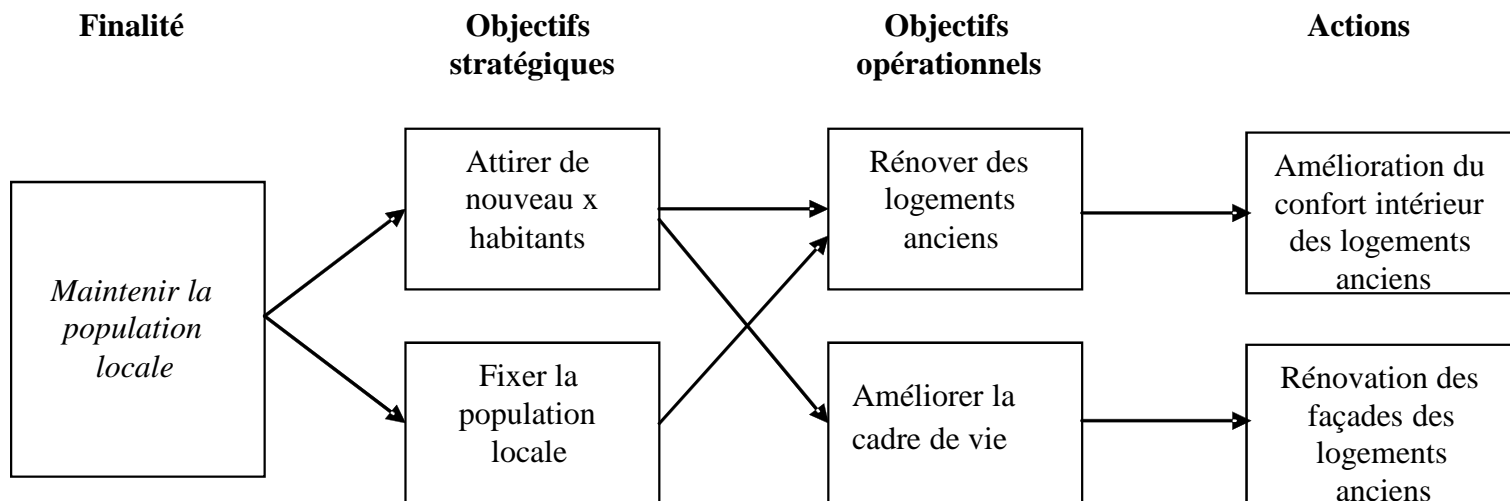 Finalité
Objectifs
stratégiques
Objectifs
opérationnels
Actions
Maintenir la
population
locale
Attirer de
nouveau x
habitants
Fixer la
population
locale
Rénover des
logements
anciens
Améliorer la
cadre de vie
Amélioration du
confort intérieur
des logements
anciens
Rénovation des
façades des
logements
anciens